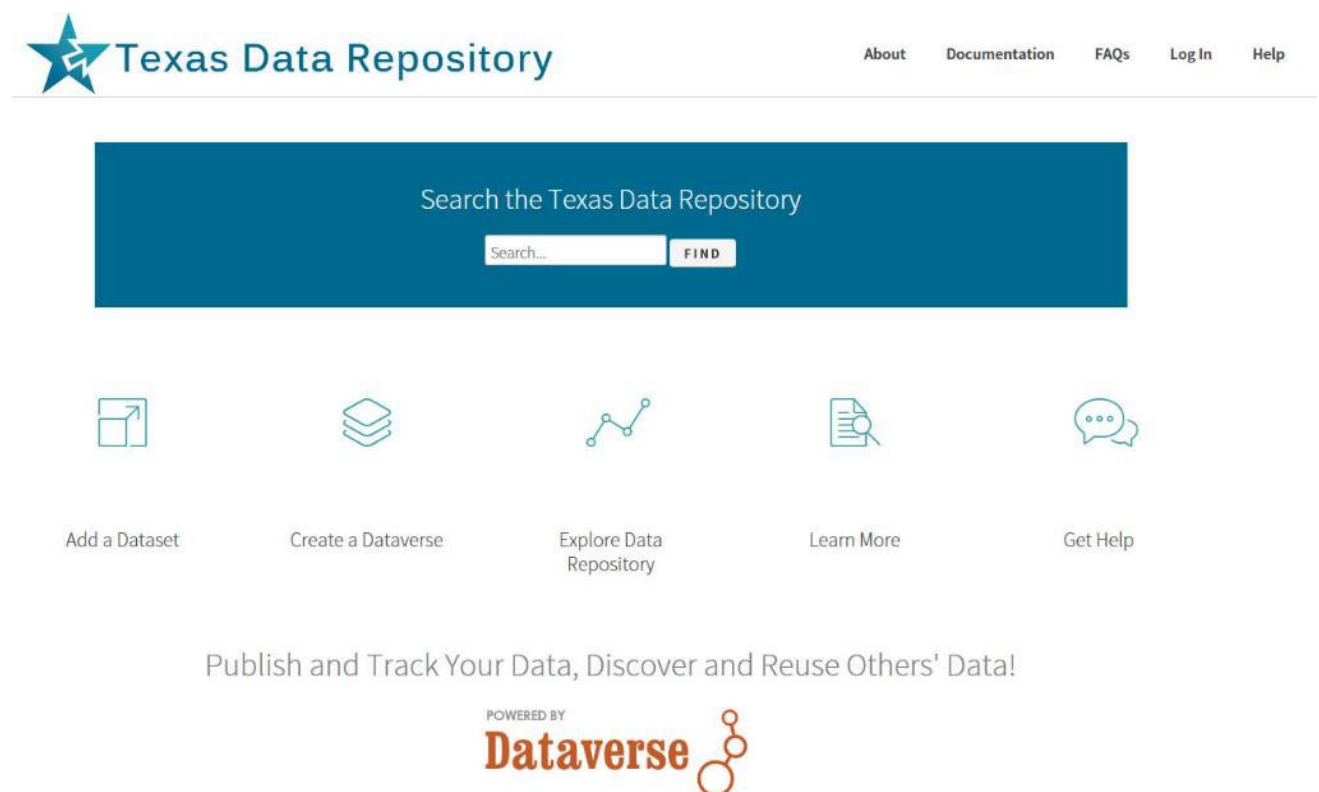 Texas Data Repository
About Documentation FAQs Log In Help
Search the Texas Data Repository
Search... FIND
Add a Dataset
Create a Dataverse
Explore Data
Repository
Learn More
Get Help
Publish and Track Your Data, Discover and Reuse Others' Data!
POWERED BY
Dataverse